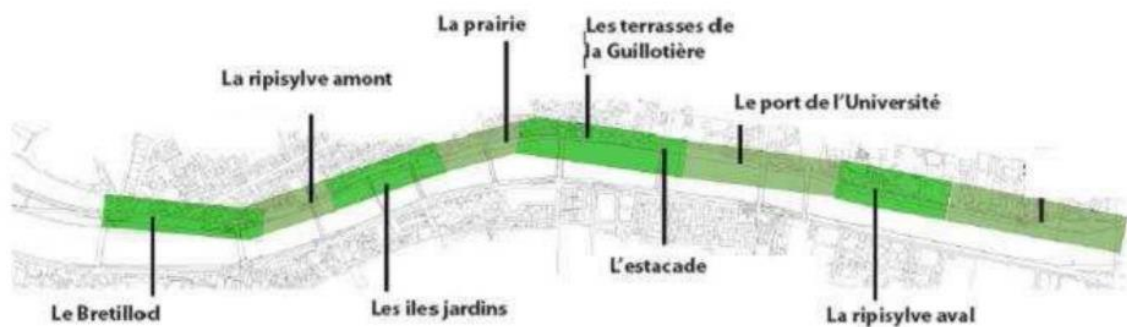 La prairie
Les terrasses de
la Guillotière
La ripisylve amont
Le port de l'Université
L'estacade
Le Bretillod
Les iles jardins
La ripisylve aval